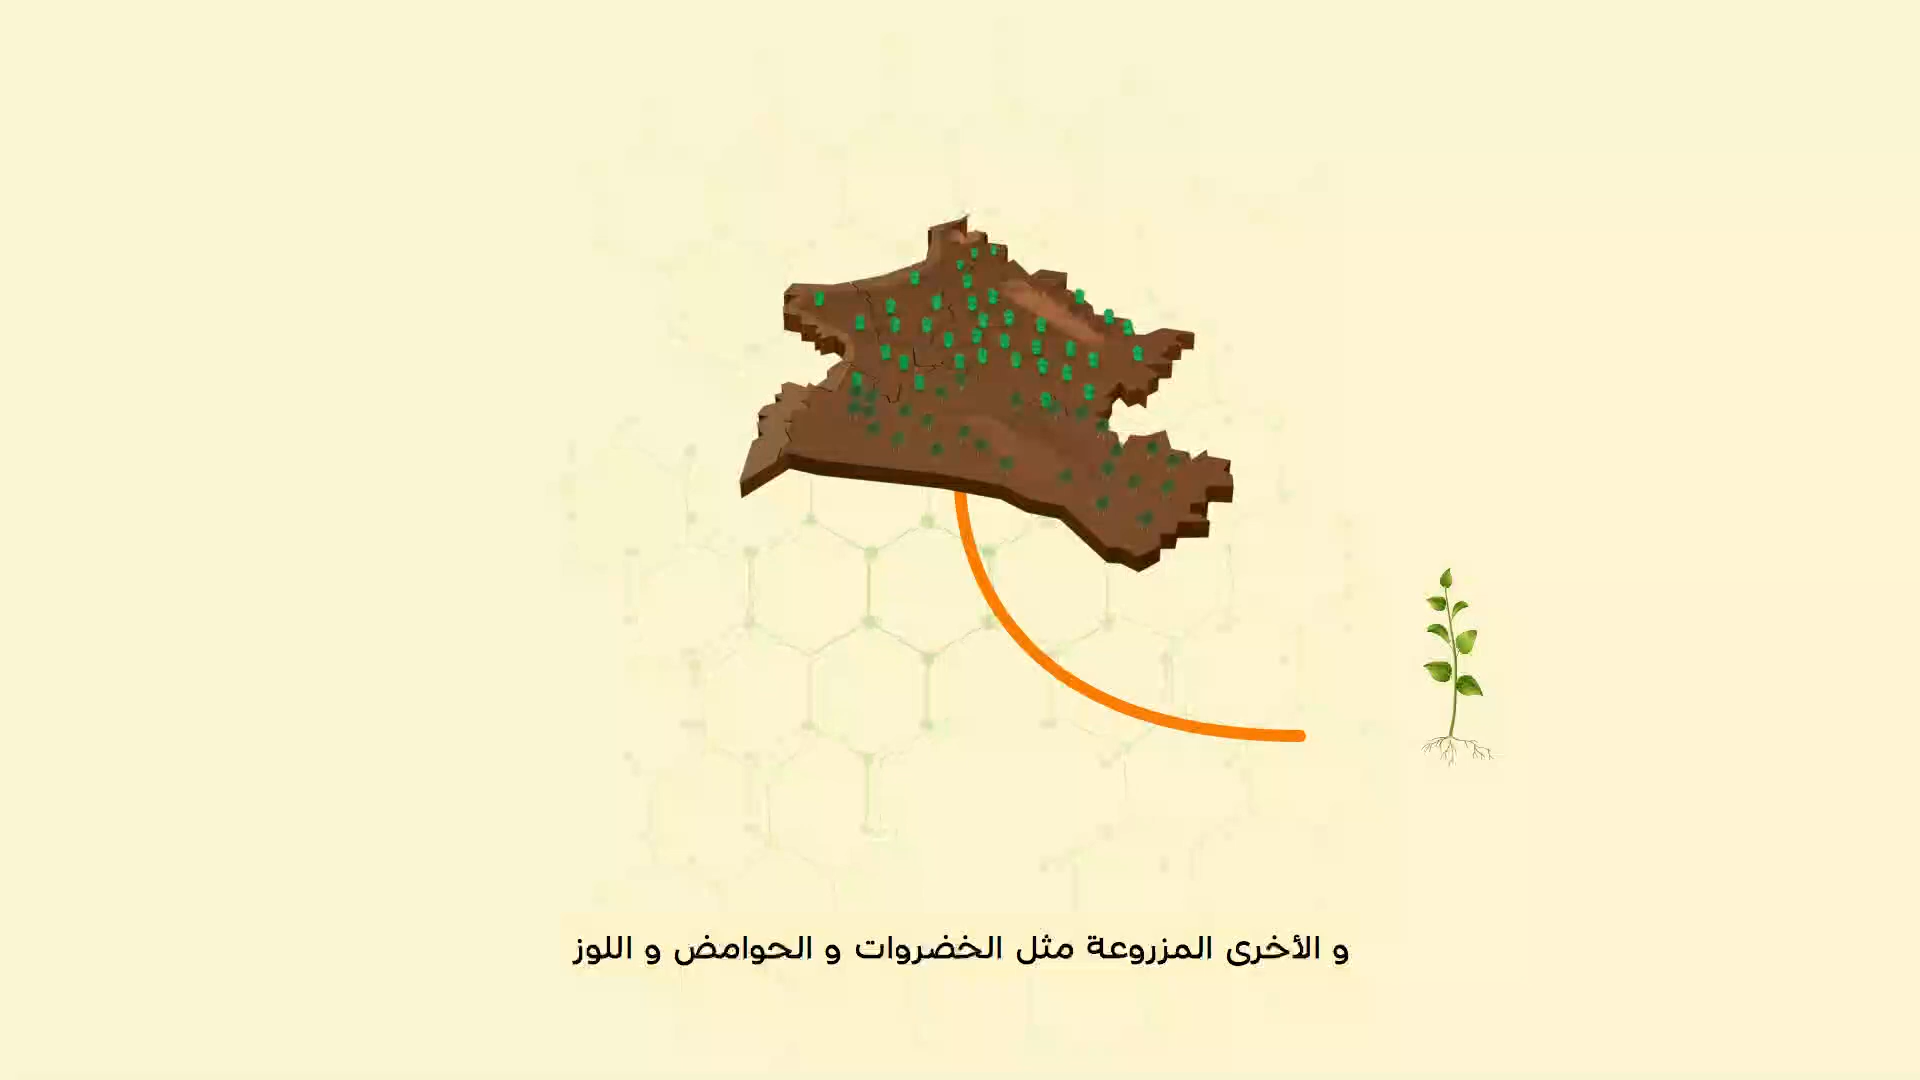 و الأخرى المزروعة مثل الخضروات و الحوامض و اللوز